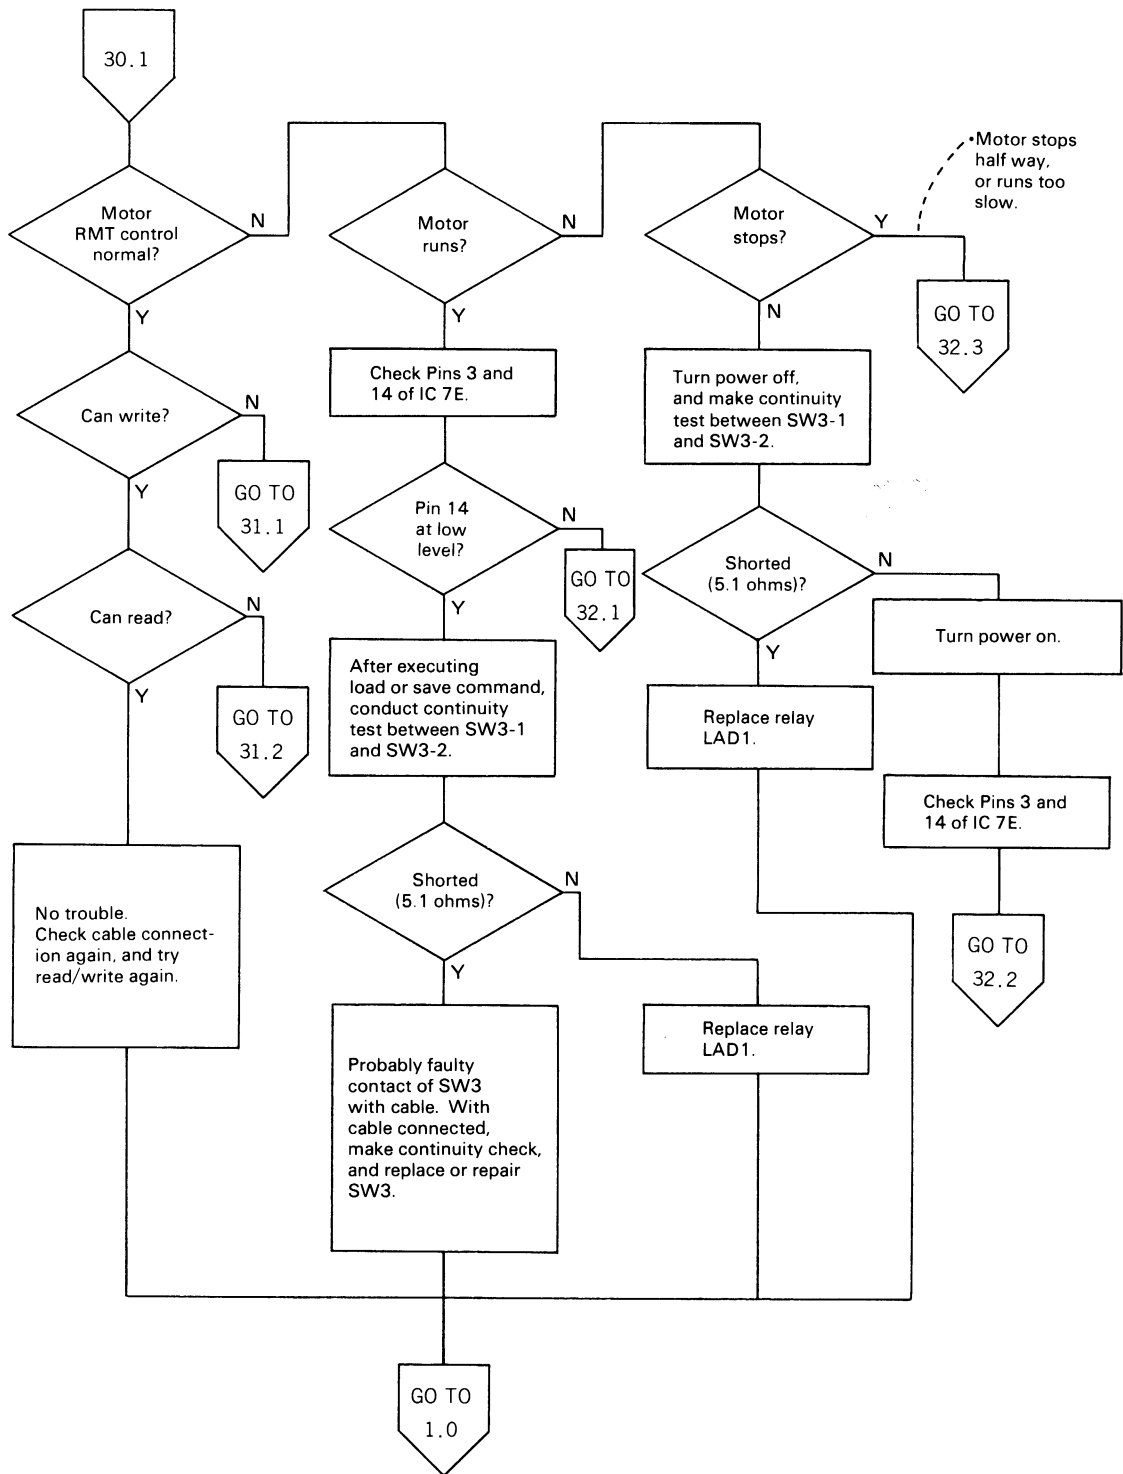 30.1
Motor
RMT control
normal?
N
Y
Can write?
N
GO TO
31.1
Y
Can read?
N
GO TO
31.2
Y
No trouble.
Check cable connect-
ion again, and try
read/write again.
Motor
runs?
N
Y
Check Pins 3 and
14 of IC 7E.
Pin 14
at low
level?
N
GO TO
32.1
Y
After executing
load or save command,
conduct continuity
test between SW3-1
and SW3-2.
Shorted
(5.1 ohms)?
N
Y
Probably faulty
contact of SW3
with cable. With
cable connected,
make continuity check,
and replace or repair
SW3.
Replace relay
LAD1.
Motor
stops?
Y
•Motor stops
half way,
or runs too
slow.
GO TO
32.3
N
Turn power off,
and make continuity
test between SW3-1
and SW3-2.
Shorted
(5.1 ohms)?
N
Y
Replace relay
LAD1.
Turn power on.
Check Pins 3 and
14 of IC 7E.
GO TO
32.2
GO TO
1.0